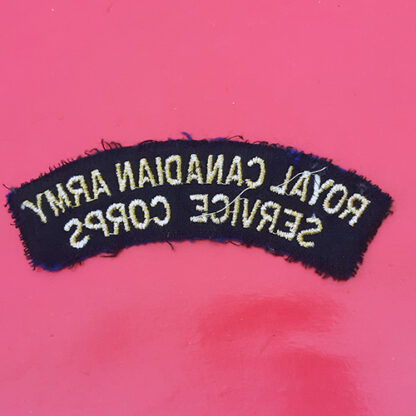 ROYAL CANADIAN ARMY
SERVICE CORPS